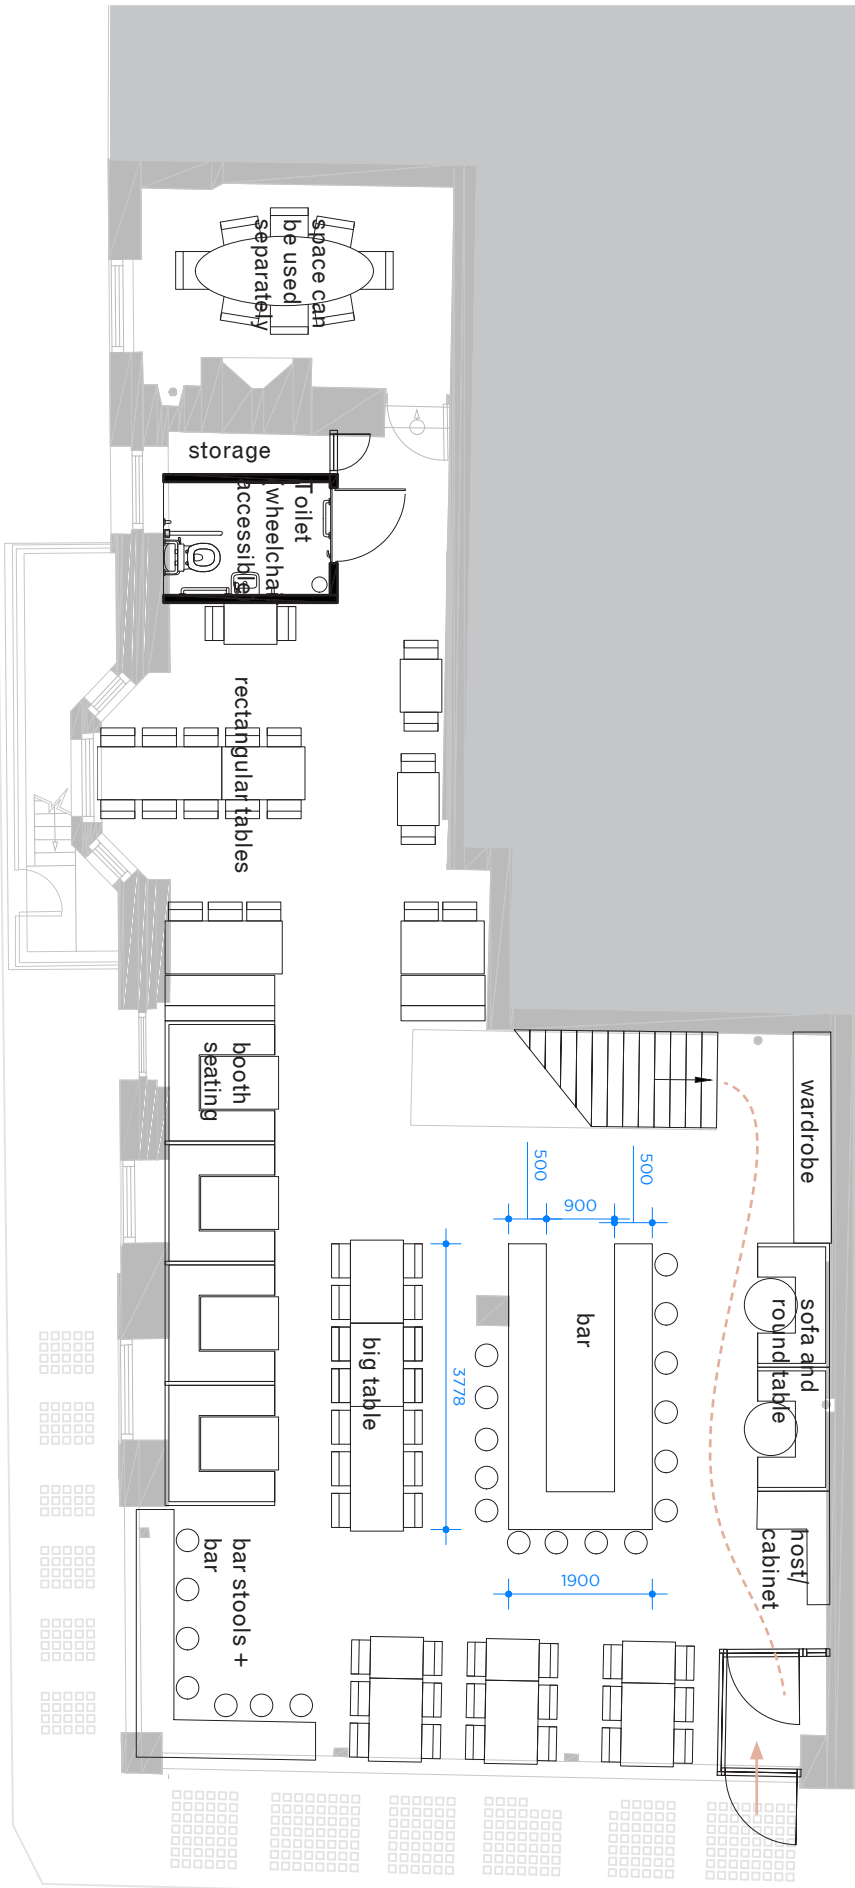 space can
be used
separately
storage
Toilet
wheelcha
accessible
rectangular tables
booth
seating
wardrobe
500
900
500
bar
sofa and
round table
big table
3778
host/
cabinet
bar stools +
bar
1900